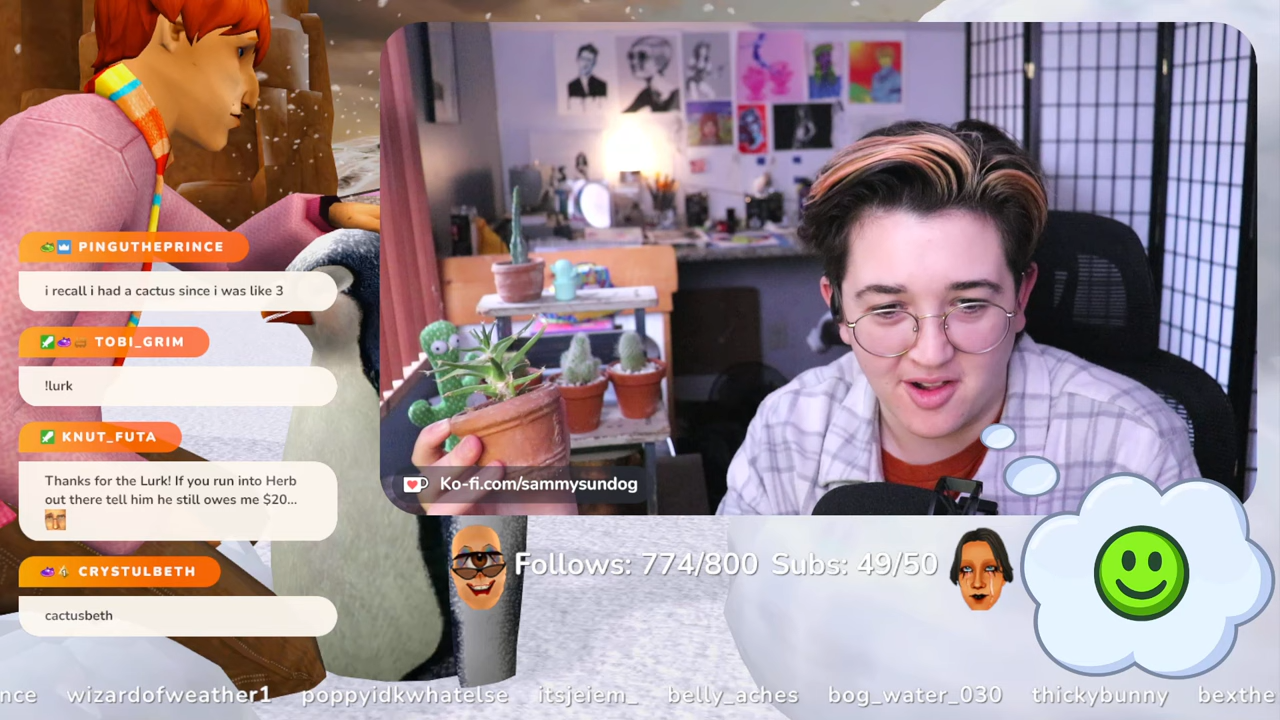 PINGUTHEPRINCE
i recall i had a cactus since i was like 3
TOBI_GRIM
!lurk
KNUT_FUTA
Thanks for the Lurk! If you run into Herb
out there tell him he still owes me $20...
CRYSTULBETH
cactusbeth
Ko-fi.com/sammysundog
Follows: 774/800 Subs: 49/50
nce wizardofweather1 poppyidkwhatelse itsjejem_ belly_aches bog_water_030 thickybunny bexthe